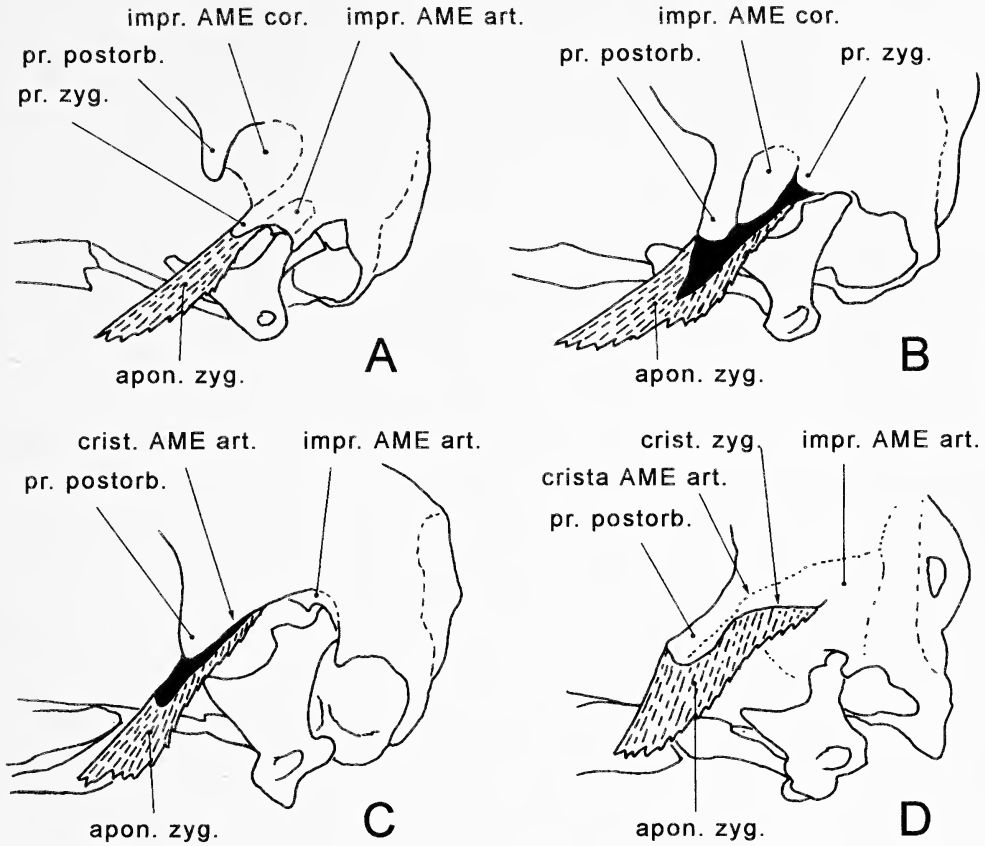 impr. AME cor.
impr. AME art.
pr. postorb.
pr. zyg.
apon. zyg.
A
impr. AME cor.
pr. postorb.
pr. zyg.
apon. zyg.
B
crist. AME art.
impr. AME art.
pr. postorb.
apon. zyg.
C
crist. zyg.
impr. AME art.
crista AME art.
pr. postorb.
apon. zyg.
D